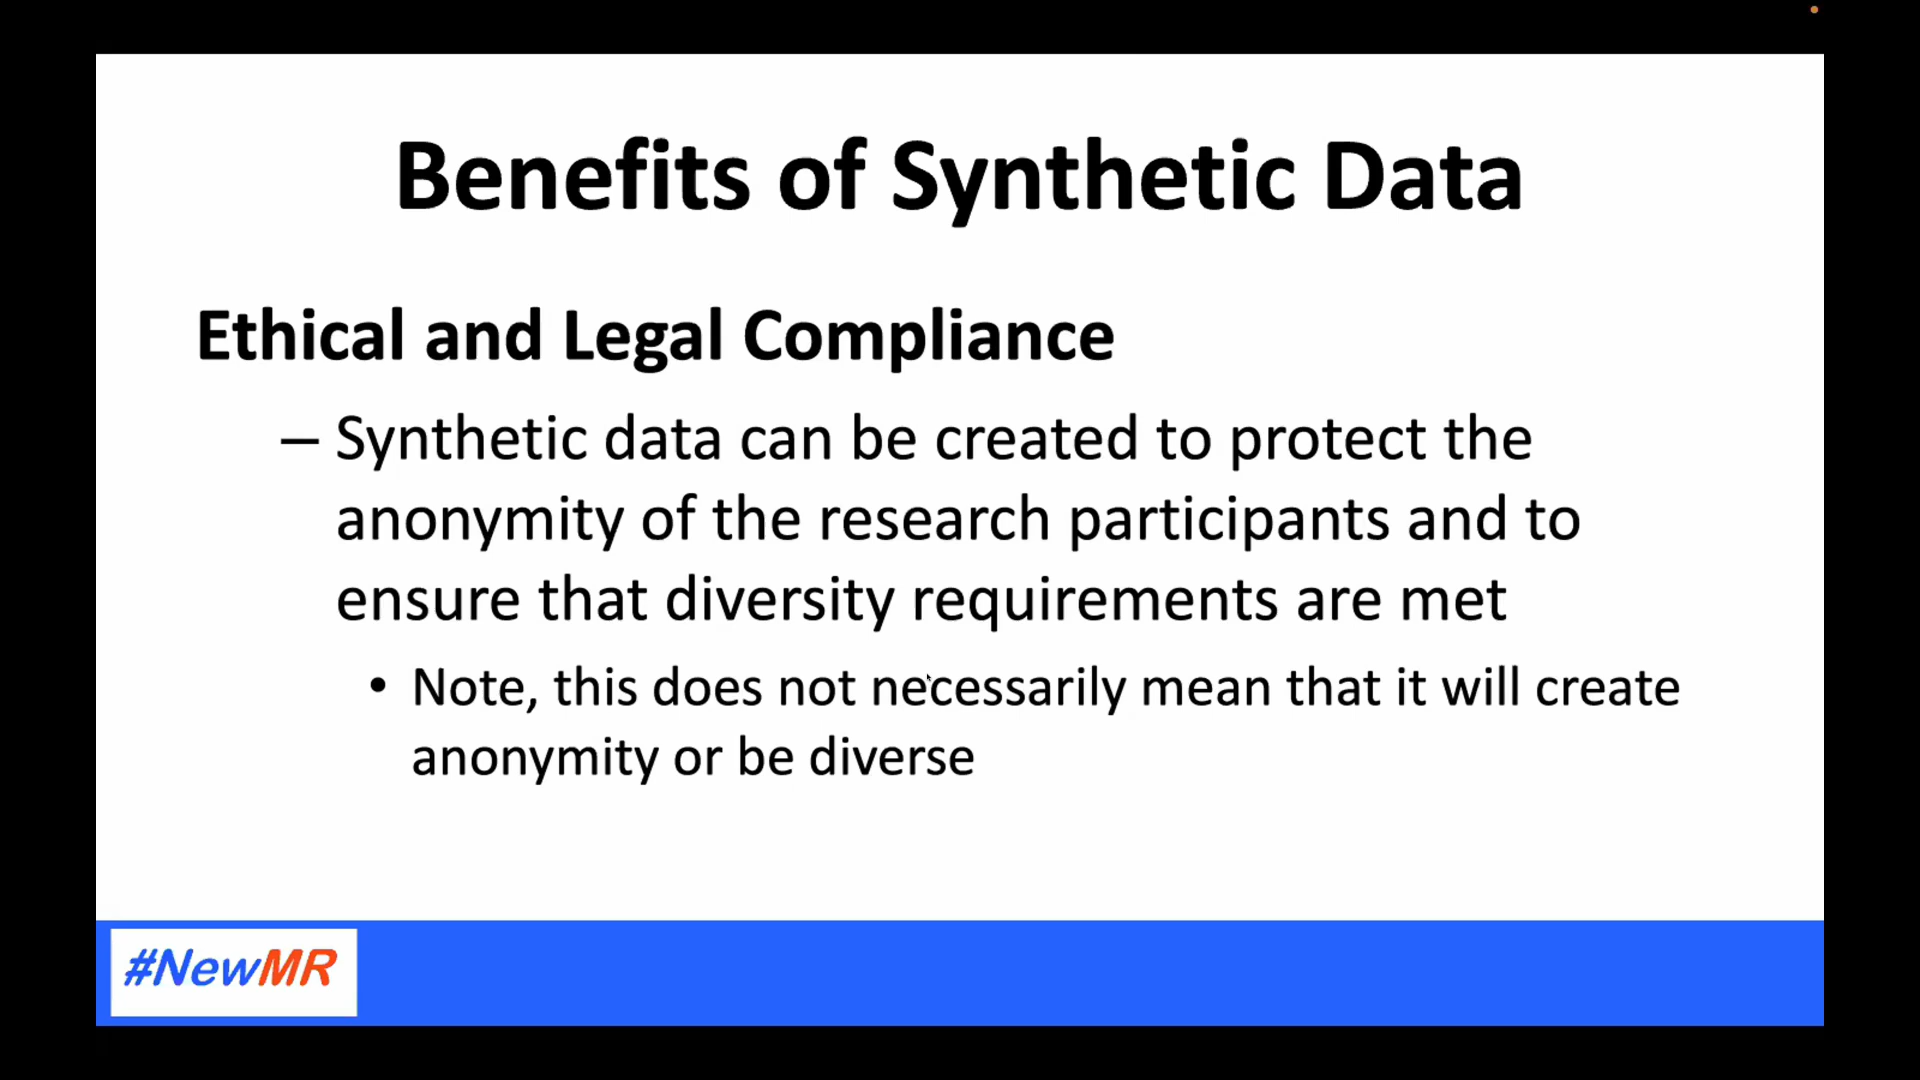 Benefits of Synthetic Data
Ethical and Legal Compliance
– Synthetic data can be created to protect the
anonymity of the research participants and to
ensure that diversity requirements are met
• Note, this does not necessarily mean that it will create
anonymity or be diverse
#NewMR